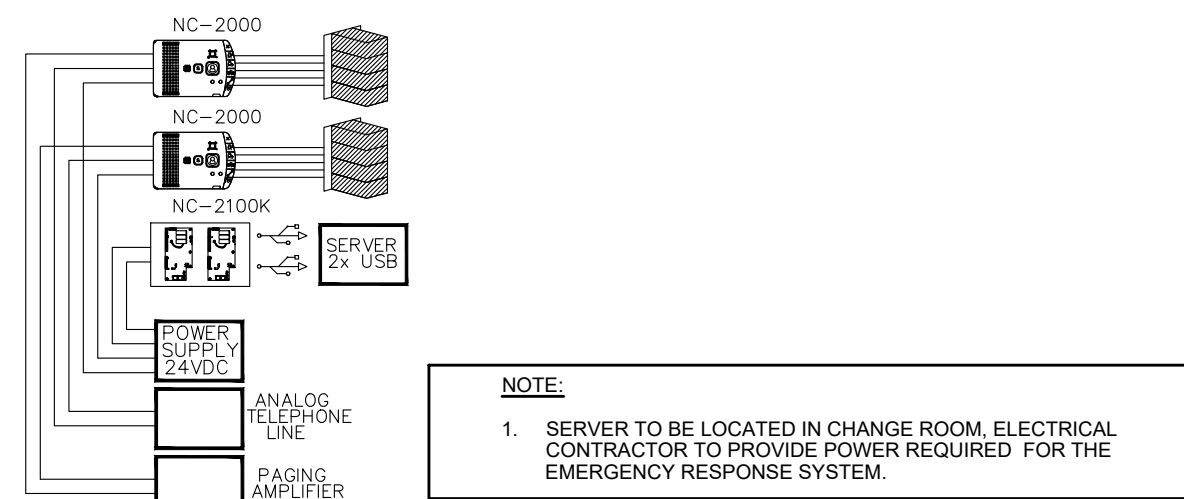 NC-2000
NC-2000
NC-2100K
SERVER
2x USB
POWER
SUPPLY
24VDC
ANALOG
TELEPHONE
LINE
PAGING
AMPLIFIER
NOTE:
1. SERVER TO BE LOCATED IN CHANGE ROOM, ELECTRICAL
CONTRACTOR TO PROVIDE POWER REQUIRED FOR THE
EMERGENCY RESPONSE SYSTEM.